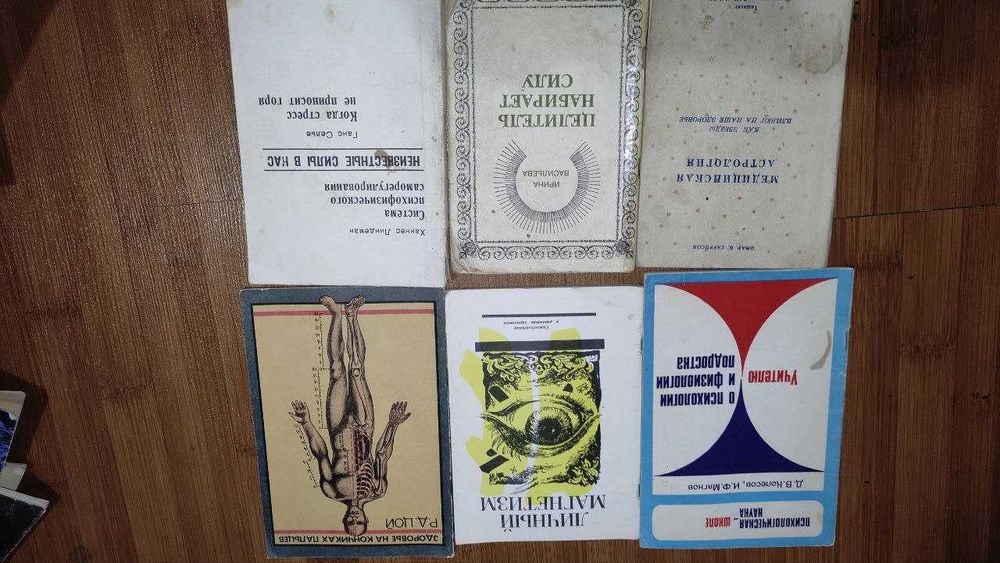 ПСИХОЛОГИЧЕСКАЯ
НАУКА – ШКОЛЕ
Д.В.Колесов, И.Ф.Мягков
Учителю
О ПСИХОЛОГИИ
И ФИЗИОЛОГИИ
ПОДРОСТКА
ЛИЧНЫЙ
МАГНЕТИЗМ
ЗДОРОВЬЕ НА КОНЧИКАХ ПАЛЬЦЕВ
Р.Д.ЦОЙ
ОМАР В. ГАРРИСОН
МЕДИЦИНСКАЯ
АСТРОЛОГИЯ
КАК ЗВЕЗДЫ
ВЛИЯЮТ НА НАШЕ ЗДОРОВЬЕ
Ташкент
ИРИНА
ВАСИЛЬЕВА
ЦЕЛИТЕЛЬ
НАБИРАЕТ
СИЛУ
Ханнес Линдеман
Система
психофизического
саморегулирования
НЕИЗВЕСТНЫЕ СИЛЫ В НАС
Ганс Селье
Когда стресс
не приносит горя